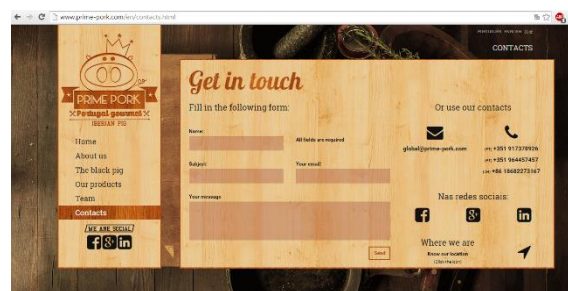 www.prime-pork.com/en/contacts.html
CONTACTS
PRIME PORK
Portugal gourmet
IBERIAN PIG
Home
About us
The black pig
Our products
Team
Contacts
WE ARE SOCIAL
Get in touch
Fill in the following form:
Name:
All fields are required
Subject:
Your email:
Your message
Send
Or use our contacts
global@prime-pork.com
+351 917378926
+351 964457457
+86 18682273167
Nas redes sociais:
Where we are
Know our location